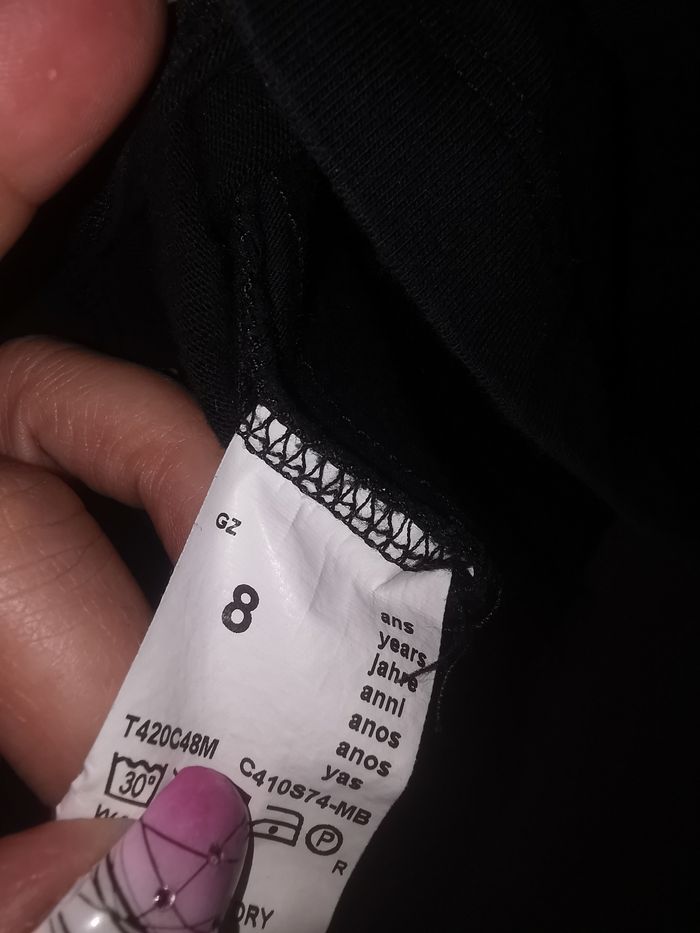 GZ
8
ans
years
jahre
anni
anos
anos
yas
T420C48M
C410S74-MB
30°
P
R